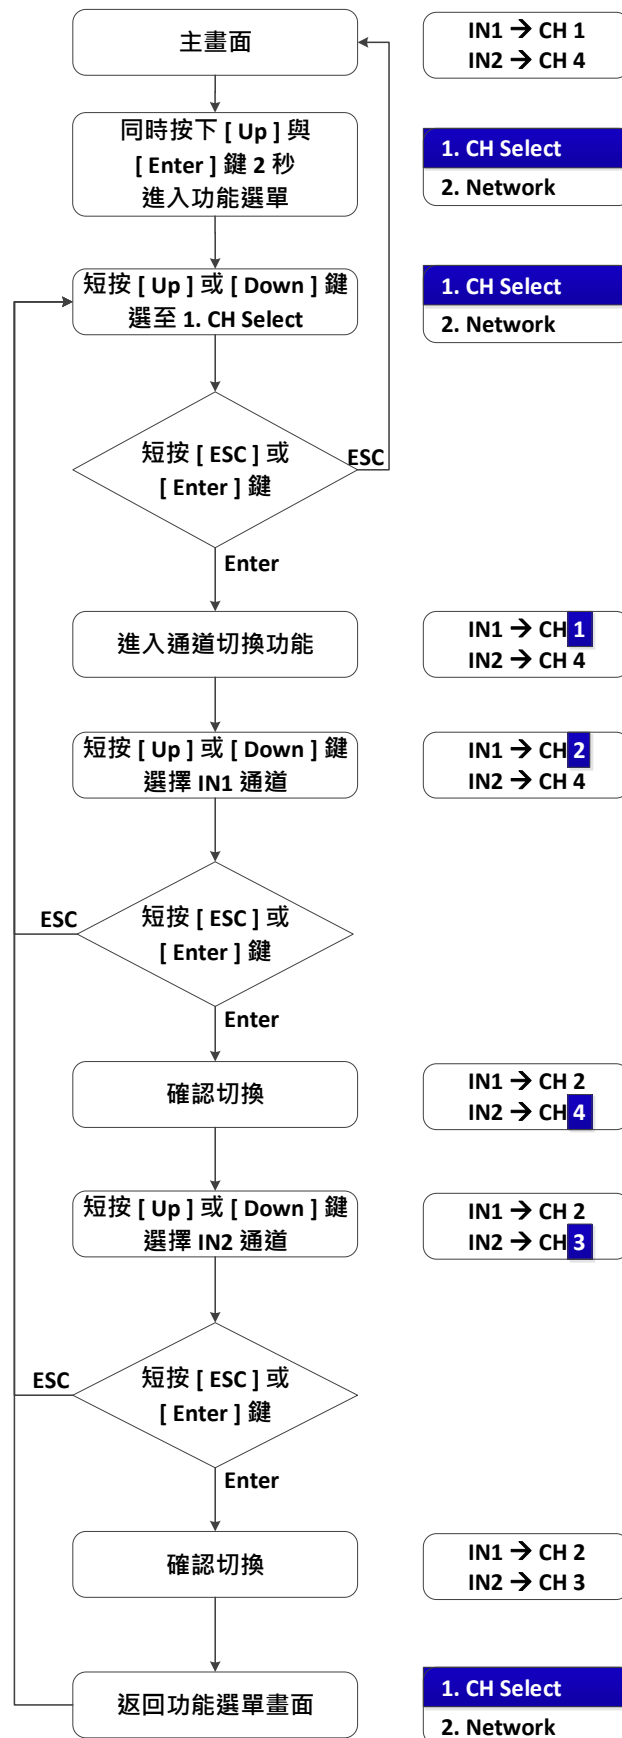 主畫面
IN1 → CH 1
IN2 → CH 4
同時按下 [ Up ] 與
[ Enter ] 鍵 2 秒
進入功能選單
1. CH Select
2. Network
短按 [ Up ] 或 [ Down ] 鍵
選至 1. CH Select
1. CH Select
2. Network
短按 [ ESC ] 或
[ Enter ] 鍵
ESC
Enter
進入通道切換功能
IN1 → CH 1
IN2 → CH 4
短按 [ Up ] 或 [ Down ] 鍵
選擇 IN1 通道
IN1 → CH 2
IN2 → CH 4
ESC
短按 [ ESC ] 或
[ Enter ] 鍵
Enter
確認切換
IN1 → CH 2
IN2 → CH 4
短按 [ Up ] 或 [ Down ] 鍵
選擇 IN2 通道
IN1 → CH 2
IN2 → CH 3
ESC
短按 [ ESC ] 或
[ Enter ] 鍵
Enter
確認切換
IN1 → CH 2
IN2 → CH 3
返回功能選單畫面
1. CH Select
2. Network